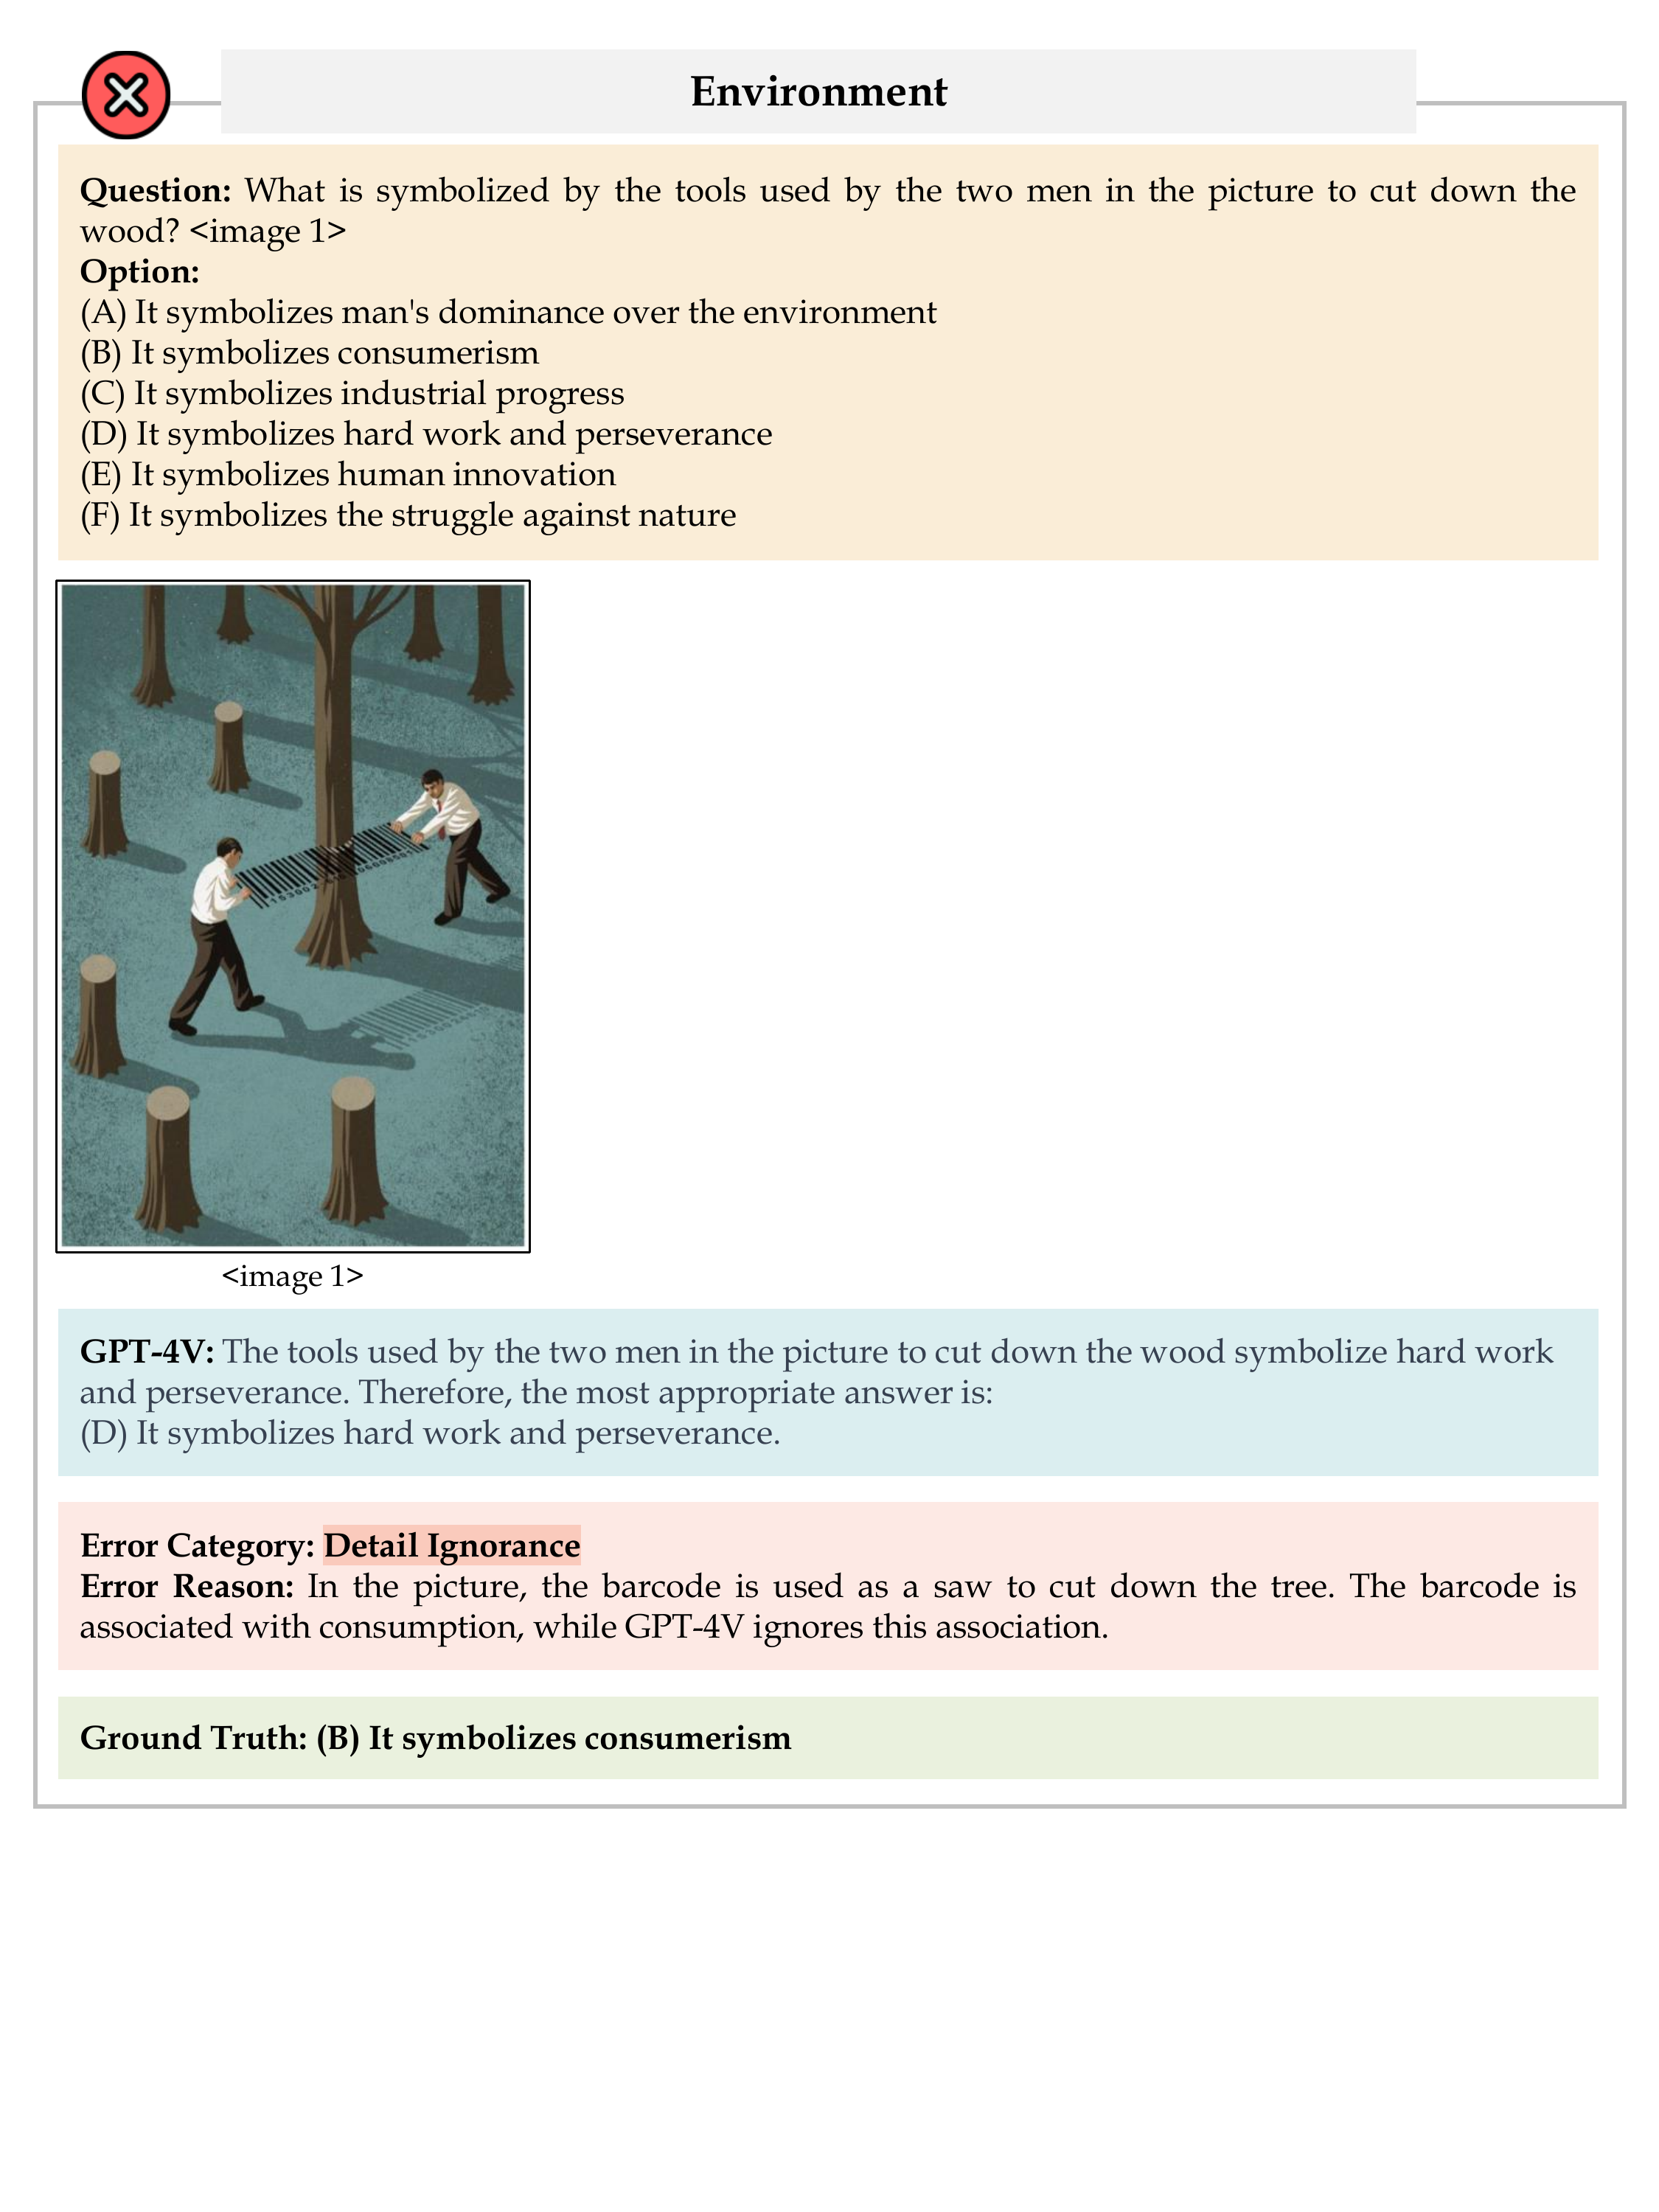 Environment
Question: What is symbolized by the tools used by the two men in the picture to cut down the
wood? <image 1>
Option:
(A) It symbolizes man's dominance over the environment
(B) It symbolizes consumerism
(C) It symbolizes industrial progress
(D) It symbolizes hard work and perseverance
(E) It symbolizes human innovation
(F) It symbolizes the struggle against nature
<image 1>
GPT-4V: The tools used by the two men in the picture to cut down the wood symbolize hard work
and perseverance. Therefore, the most appropriate answer is:
(D) It symbolizes hard work and perseverance.
Error Category: Detail Ignorance
Error Reason: In the picture, the barcode is used as a saw to cut down the tree. The barcode is
associated with consumption, while GPT-4V ignores this association.
Ground Truth: (B) It symbolizes consumerism